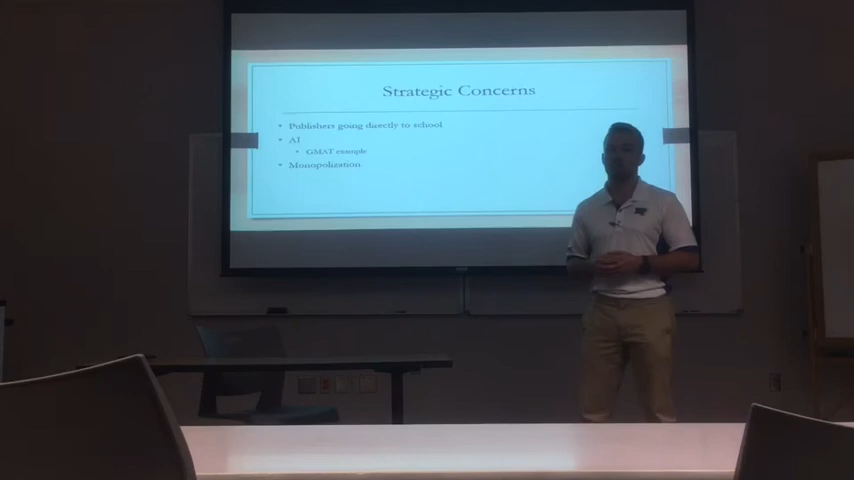 Strategic Concerns
• Publishers going directly to school
• AI
• GMAT example
• Monopolization